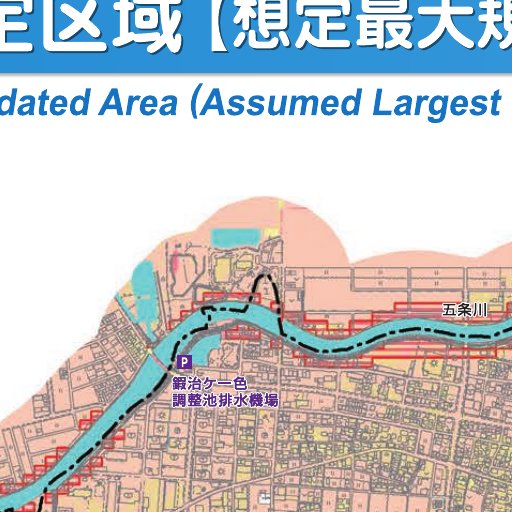 定区域【想定最大規
dated Area (Assumed Largest
五条川
P
鍜治ケ一色
調整池排水機場